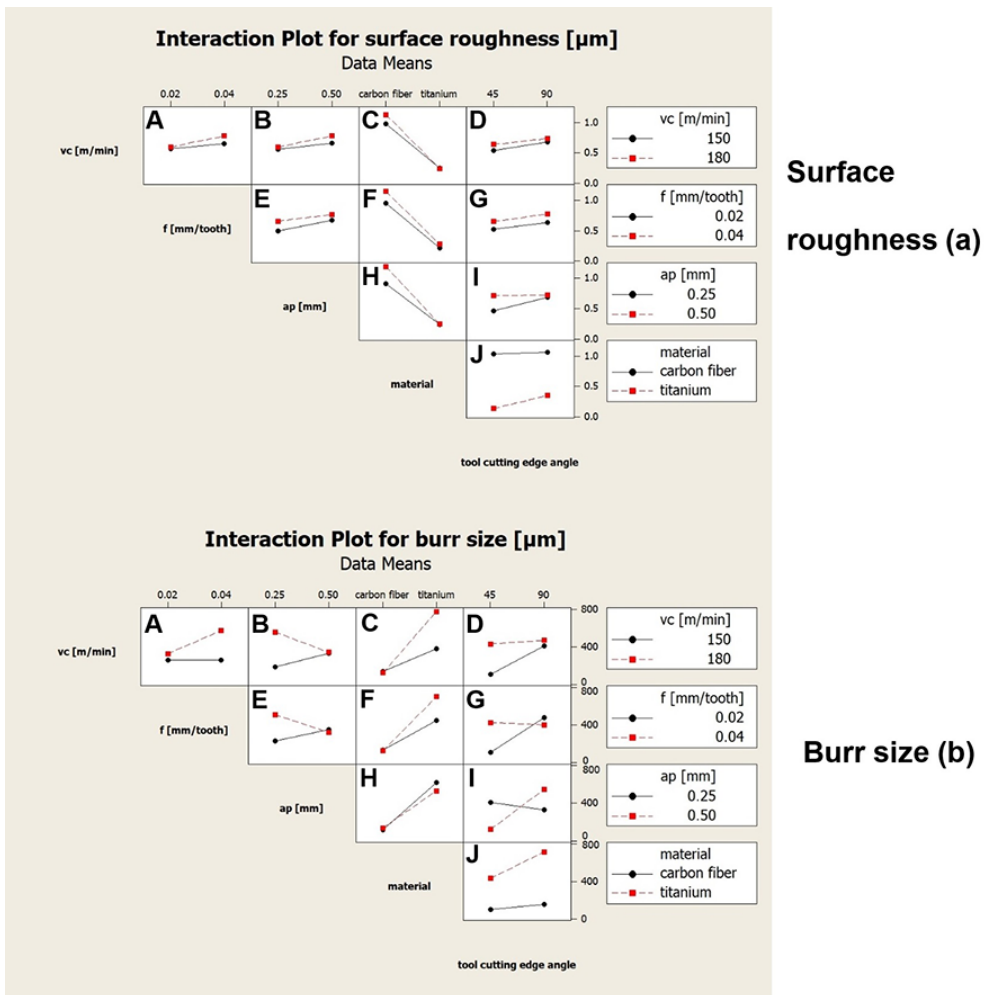 Interaction Plot for surface roughness [µm]
Data Means
0.02 0.04 0.25 0.50 carbon fiber titanium 45 90
A B C D
vc [m/min]
1.0
0.5
0.0
vc [m/min]
150
180
E F G
f [mm/tooth]
1.0
0.5
0.0
f [mm/tooth]
0.02
0.04
H I
ap [mm]
1.0
0.5
0.0
ap [mm]
0.25
0.50
J
material
1.0
0.5
0.0
material
carbon fiber
titanium
tool cutting edge angle
Surface
roughness (a)
Interaction Plot for burr size [µm]
Data Means
0.02 0.04 0.25 0.50 carbon fiber titanium 45 90
A B C D
vc [m/min]
800
400
0
vc [m/min]
150
180
E F G
f [mm/tooth]
800
400
0
f [mm/tooth]
0.02
0.04
H I
ap [mm]
800
400
0
ap [mm]
0.25
0.50
J
material
800
400
0
material
carbon fiber
titanium
tool cutting edge angle
Burr size (b)